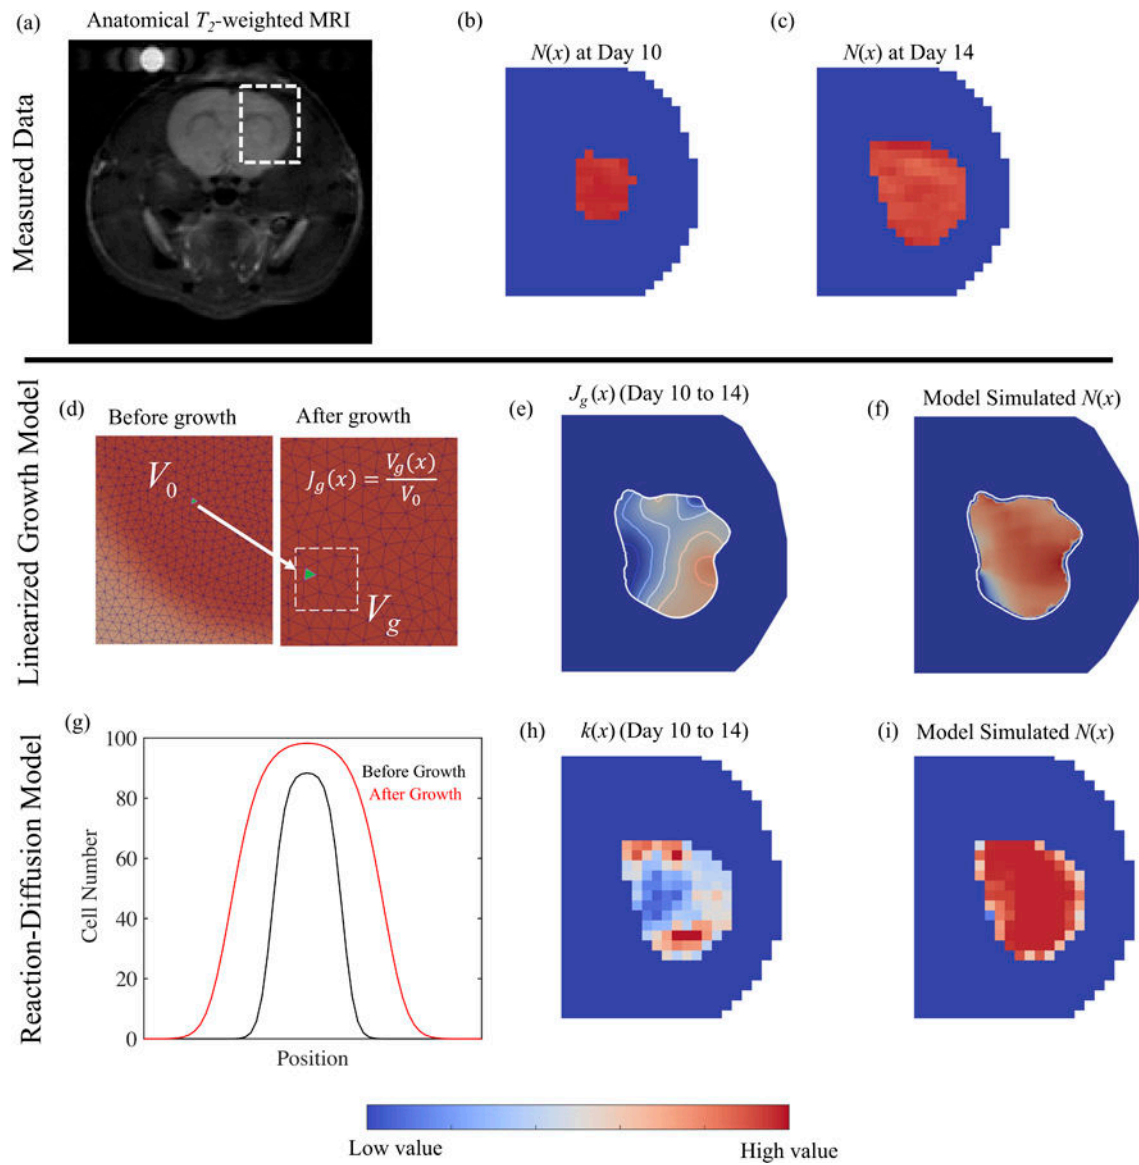 (a)
Anatomical T2-weighted MRI
(b)
N(x) at Day 10
(c)
N(x) at Day 14
Measured Data
(d)
Before growth
After growth
V0
Jg(x) = Vg(x)/V0
Vg
(e)
Jg(x) (Day 10 to 14)
(f)
Model Simulated N(x)
Linearized Growth Model
(g)
100
80
60
40
20
0
Cell Number
Position
Before Growth
After Growth
(h)
k(x) (Day 10 to 14)
(i)
Model Simulated N(x)
Reaction-Diffusion Model
Low value
High value